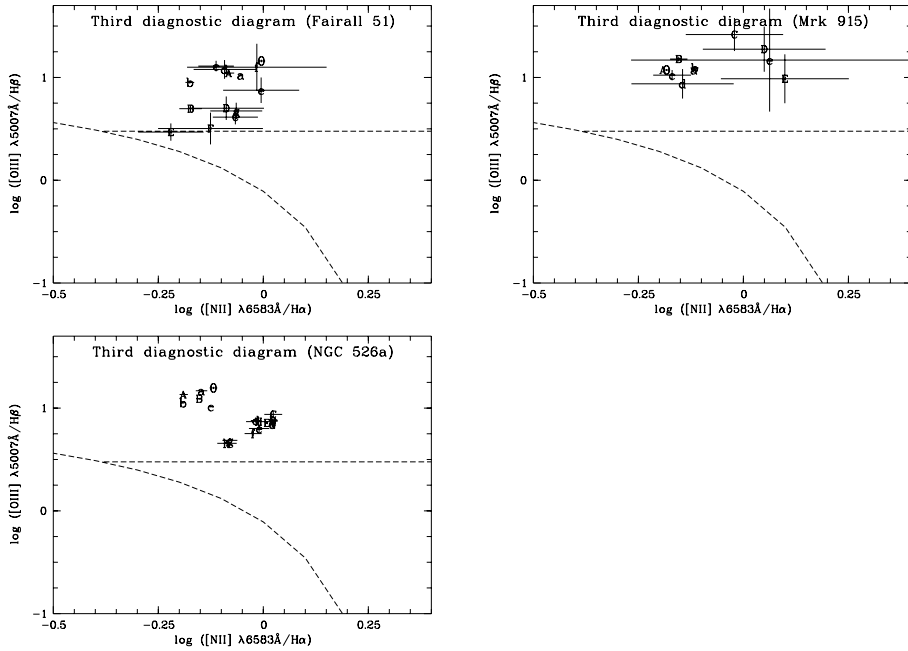 Third diagnostic diagram (Fairall 51)
log ([OIII] λ5007Å/Hβ)
1
0
-1
-0.5
-0.25
0
0.25
log ([NII] λ6583Å/Hα)
Third diagnostic diagram (Mrk 915)
log ([OIII] λ5007Å/Hβ)
1
0
-1
-0.5
-0.25
0
0.25
log ([NII] λ6583Å/Hα)
Third diagnostic diagram (NGC 526a)
log ([OIII] λ5007Å/Hβ)
1
0
-1
-0.5
-0.25
0
0.25
log ([NII] λ6583Å/Hα)